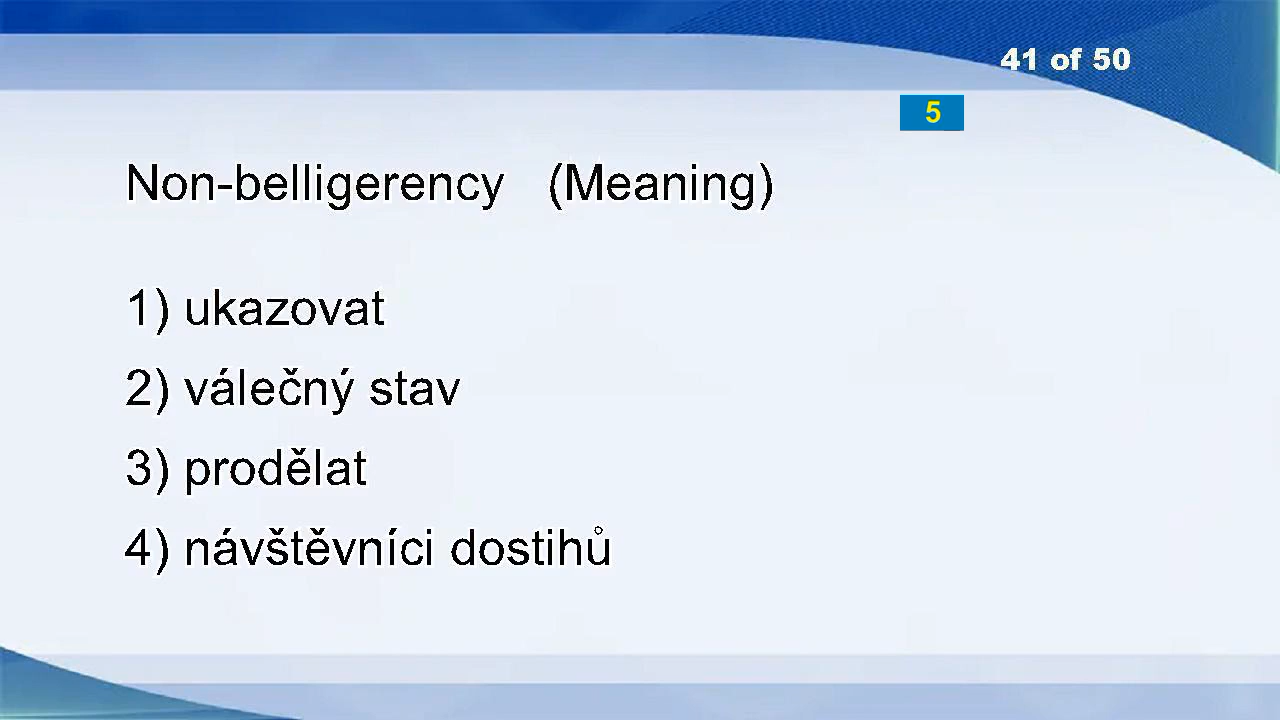 41 of 50
5
Non-belligerency (Meaning)
1) ukazovat
2) válečný stav
3) prodělat
4) návštěvníci dostihů